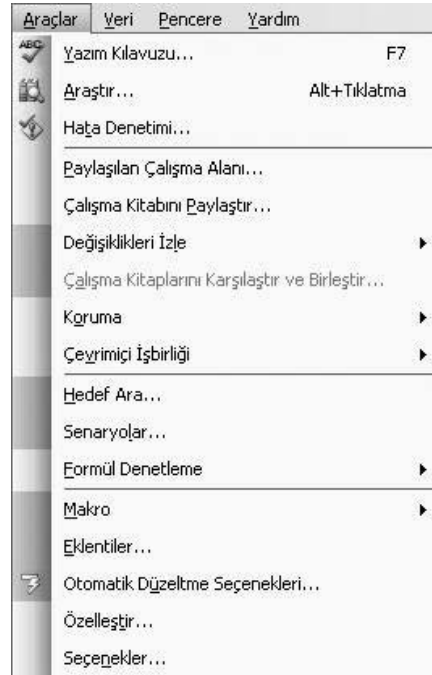 Araçlar Veri Pencere Yardım
ABC
Yazım Kılavuzu... F7
Araştır... Alt+Tıklatma
Hata Denetimi...
Paylaşılan Çalışma Alanı...
Çalışma Kitabını Paylaştır...
Değişiklikleri İzle
Çalışma Kitaplarını Karşılaştır ve Birleştir...
Koruma
Çevrimiçi İşbirliği
Hedef Ara...
Senaryolar...
Formül Denetleme
Makro
Eklentiler...
Otomatik Düzeltme Seçenekleri...
Özelleştir...
Seçenekler...